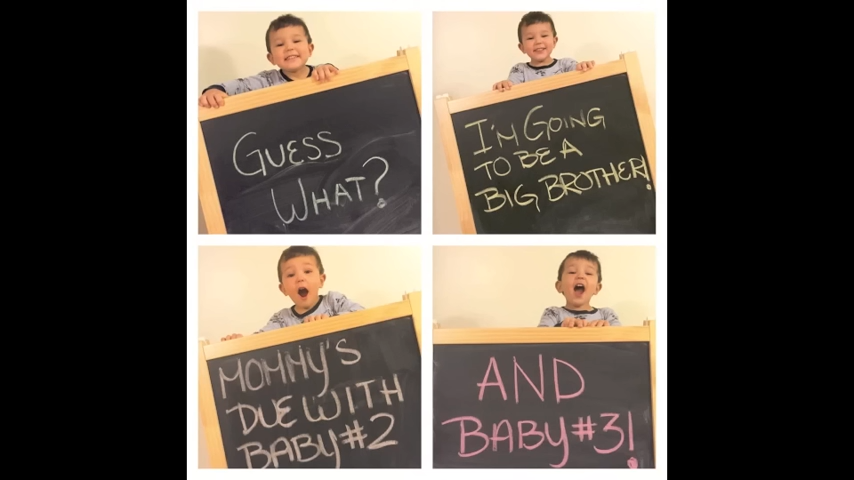 GUESS
WHAT?
I'M GOING
TO BE A
BIG BROTHER!
MOMMY'S
DUE WITH
BABY #2
AND
BABY #3!